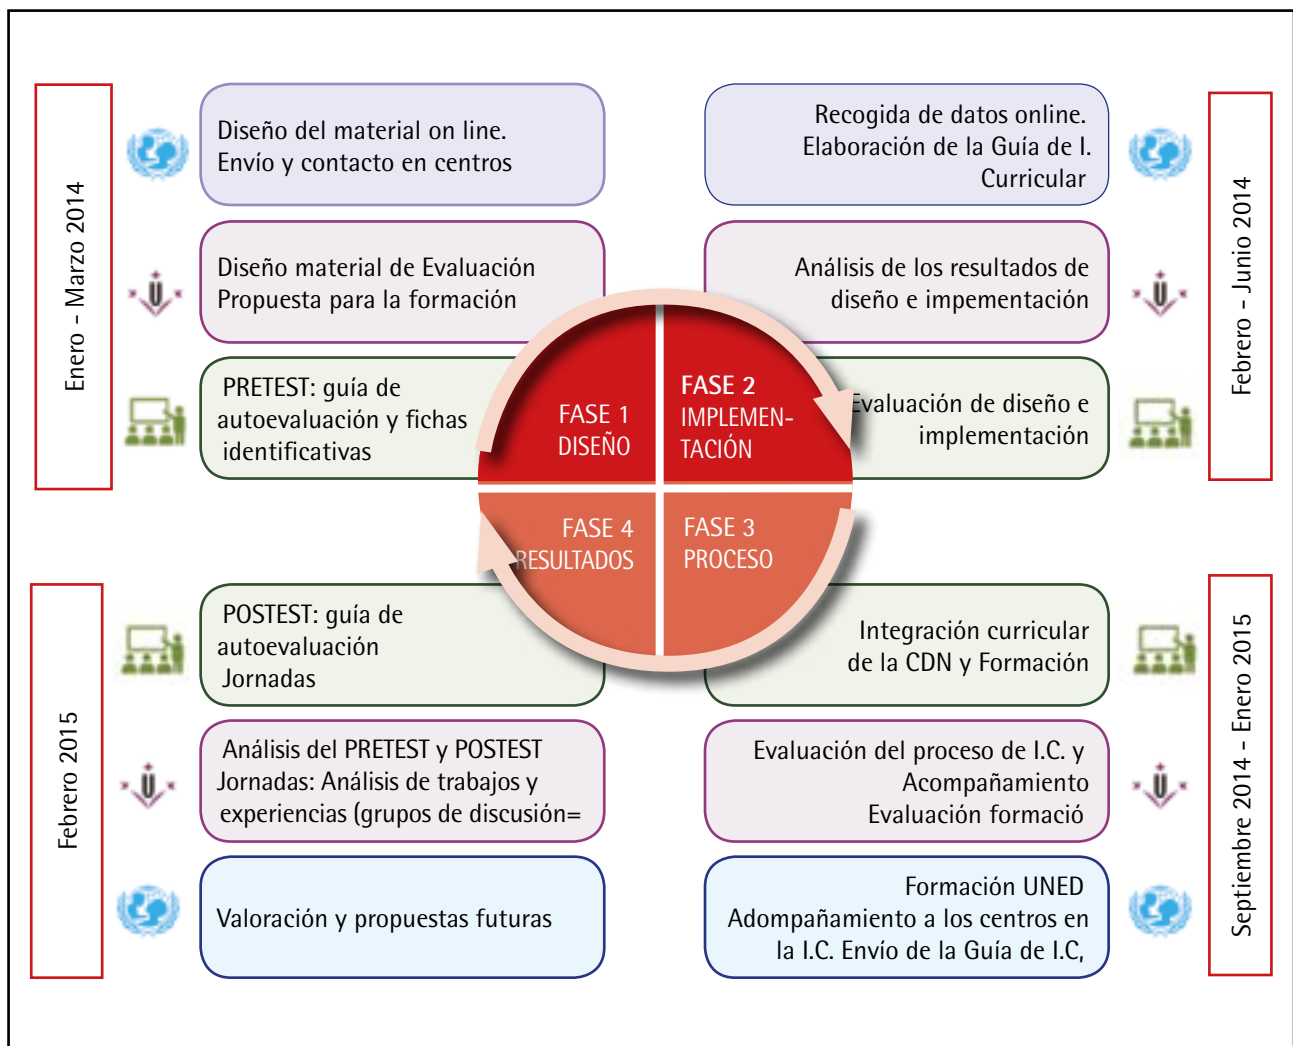 Enero - Marzo 2014
Diseño del material on line.
Envío y contacto en centros
Diseño material de Evaluación
Propuesta para la formación
PRETEST: guía de
autoevaluación y fichas
identificativas
Recogida de datos online.
Elaboración de la Guía de I.
Curricular
Análisis de los resultados de
diseño e impementación
Evaluación de diseño e
implementación
Febrero - Junio 2014
FASE 1
DISEÑO
FASE 2
IMPLEMEN-
TACIÓN
FASE 4
RESULTADOS
FASE 3
PROCESO
Febrero 2015
POSTEST: guía de
autoevaluación
Jornadas
Análisis del PRETEST y POSTEST
Jornadas: Análisis de trabajos y
experiencias (grupos de discusión=
Valoración y propuestas futuras
Integración curricular
de la CDN y Formación
Evaluación del proceso de I.C. y
Acompañamiento
Evaluación formació
Formación UNED
Adompañamiento a los centros en
la I.C. Envío de la Guía de I.C,
Septiembre 2014 - Enero 2015